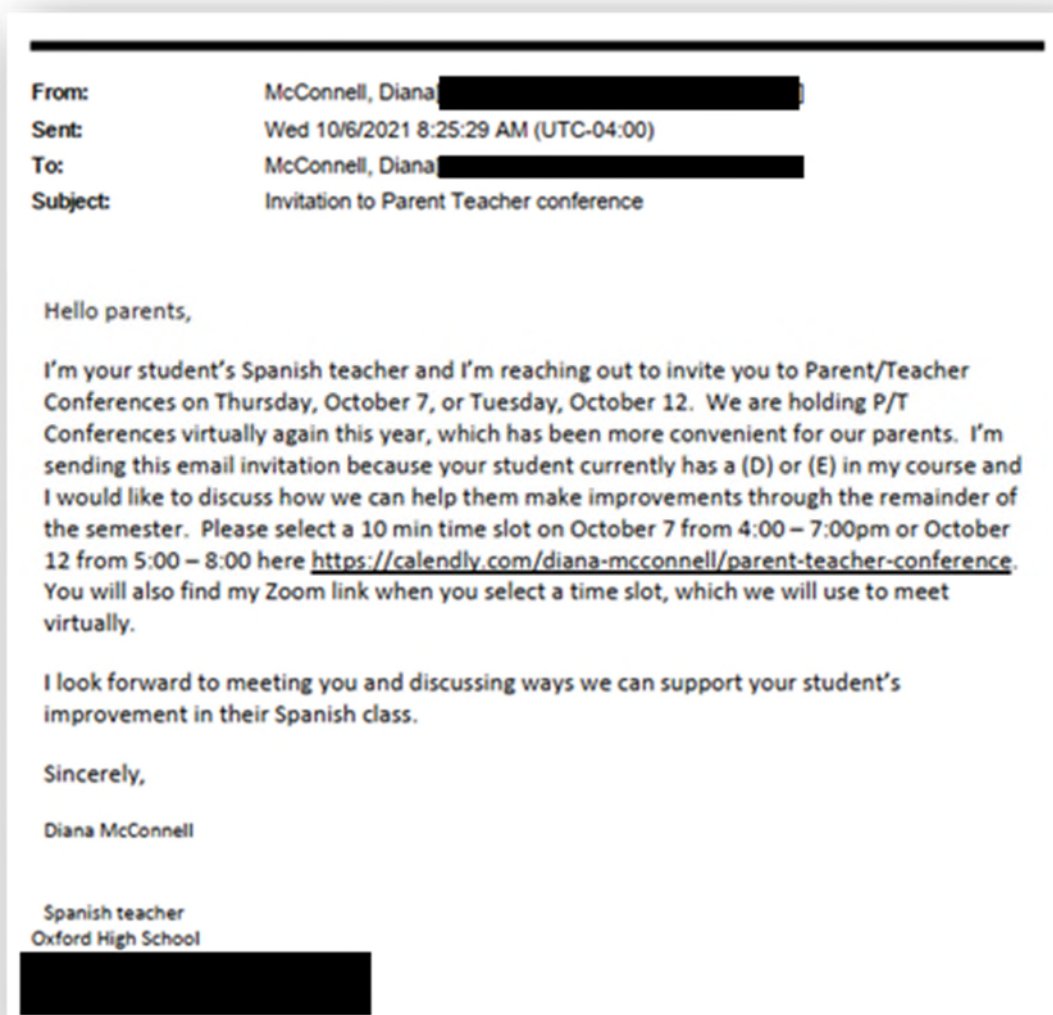 From: McConnell, Diana[ ]
Sent: Wed 10/6/2021 8:25:29 AM (UTC-04:00)
To: McConnell, Diana[
Subject: Invitation to Parent Teacher conference
Hello parents,
I'm your student's Spanish teacher and I'm reaching out to invite you to Parent/Teacher
Conferences on Thursday, October 7, or Tuesday, October 12.  We are holding P/T
Conferences virtually again this year, which has been more convenient for our parents.  I'm
sending this email invitation because your student currently has a (D) or (E) in my course and
I would like to discuss how we can help them make improvements through the remainder of
the semester.  Please select a 10 min time slot on October 7 from 4:00 – 7:00pm or October
12 from 5:00 – 8:00 here https://calendly.com/diana-mcconnell/parent-teacher-conference.
You will also find my Zoom link when you select a time slot, which we will use to meet
virtually.
I look forward to meeting you and discussing ways we can support your student's
improvement in their Spanish class.
Sincerely,
Diana McConnell
Spanish teacher
Oxford High School